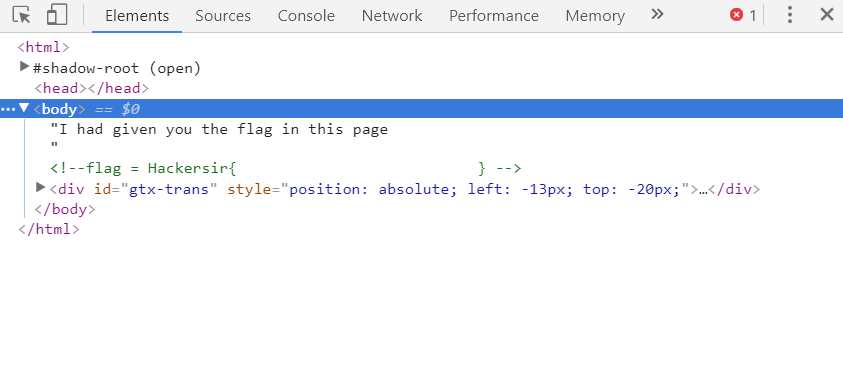 Elements Sources Console Network Performance Memory » 1
<html>
#shadow-root (open)
<head></head>
<body> == $0
"I had given you the flag in this page
"
<!--flag = Hackersir{ } -->
<div id="gtx-trans" style="position: absolute; left: -13px; top: -20px;">…</div>
</body>
</html>